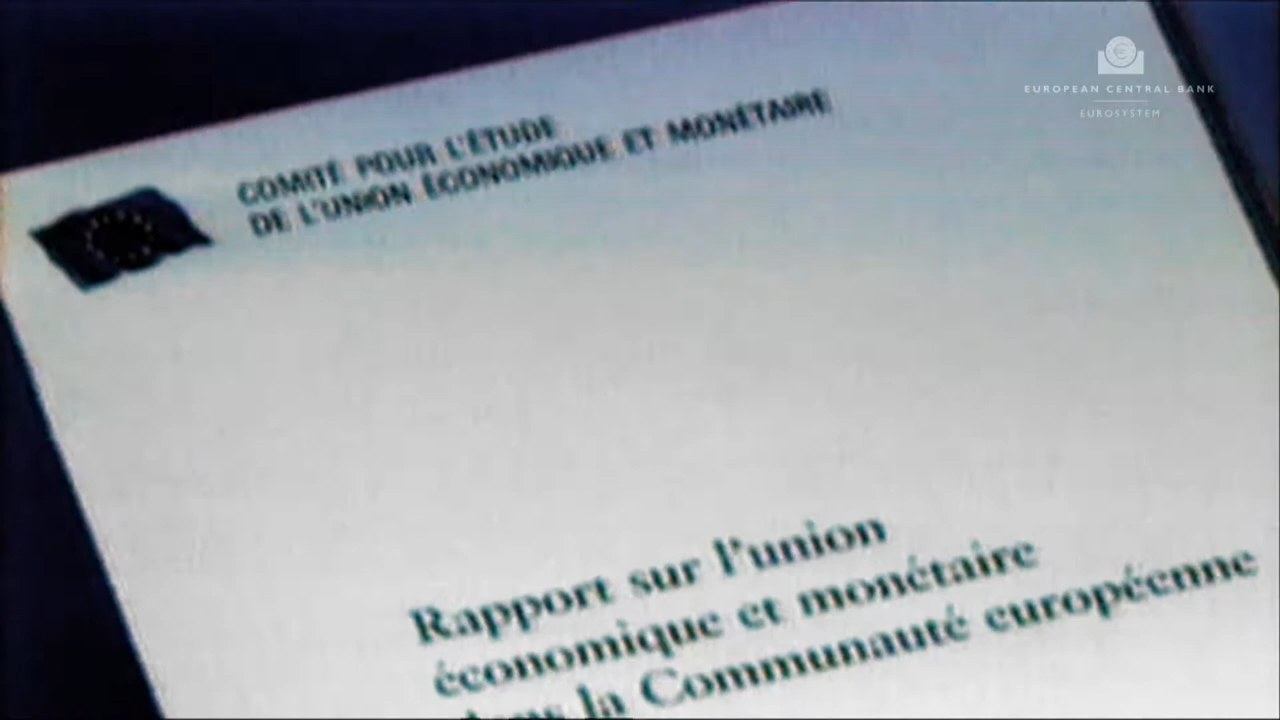 EUROPEAN CENTRAL BANK
EUROSYSTEM
COMITÉ POUR L'ÉTUDE
DE L'UNION ÉCONOMIQUE ET MONÉTAIRE
Rapport sur l'union
économique et monétaire
dans la Communauté européenne